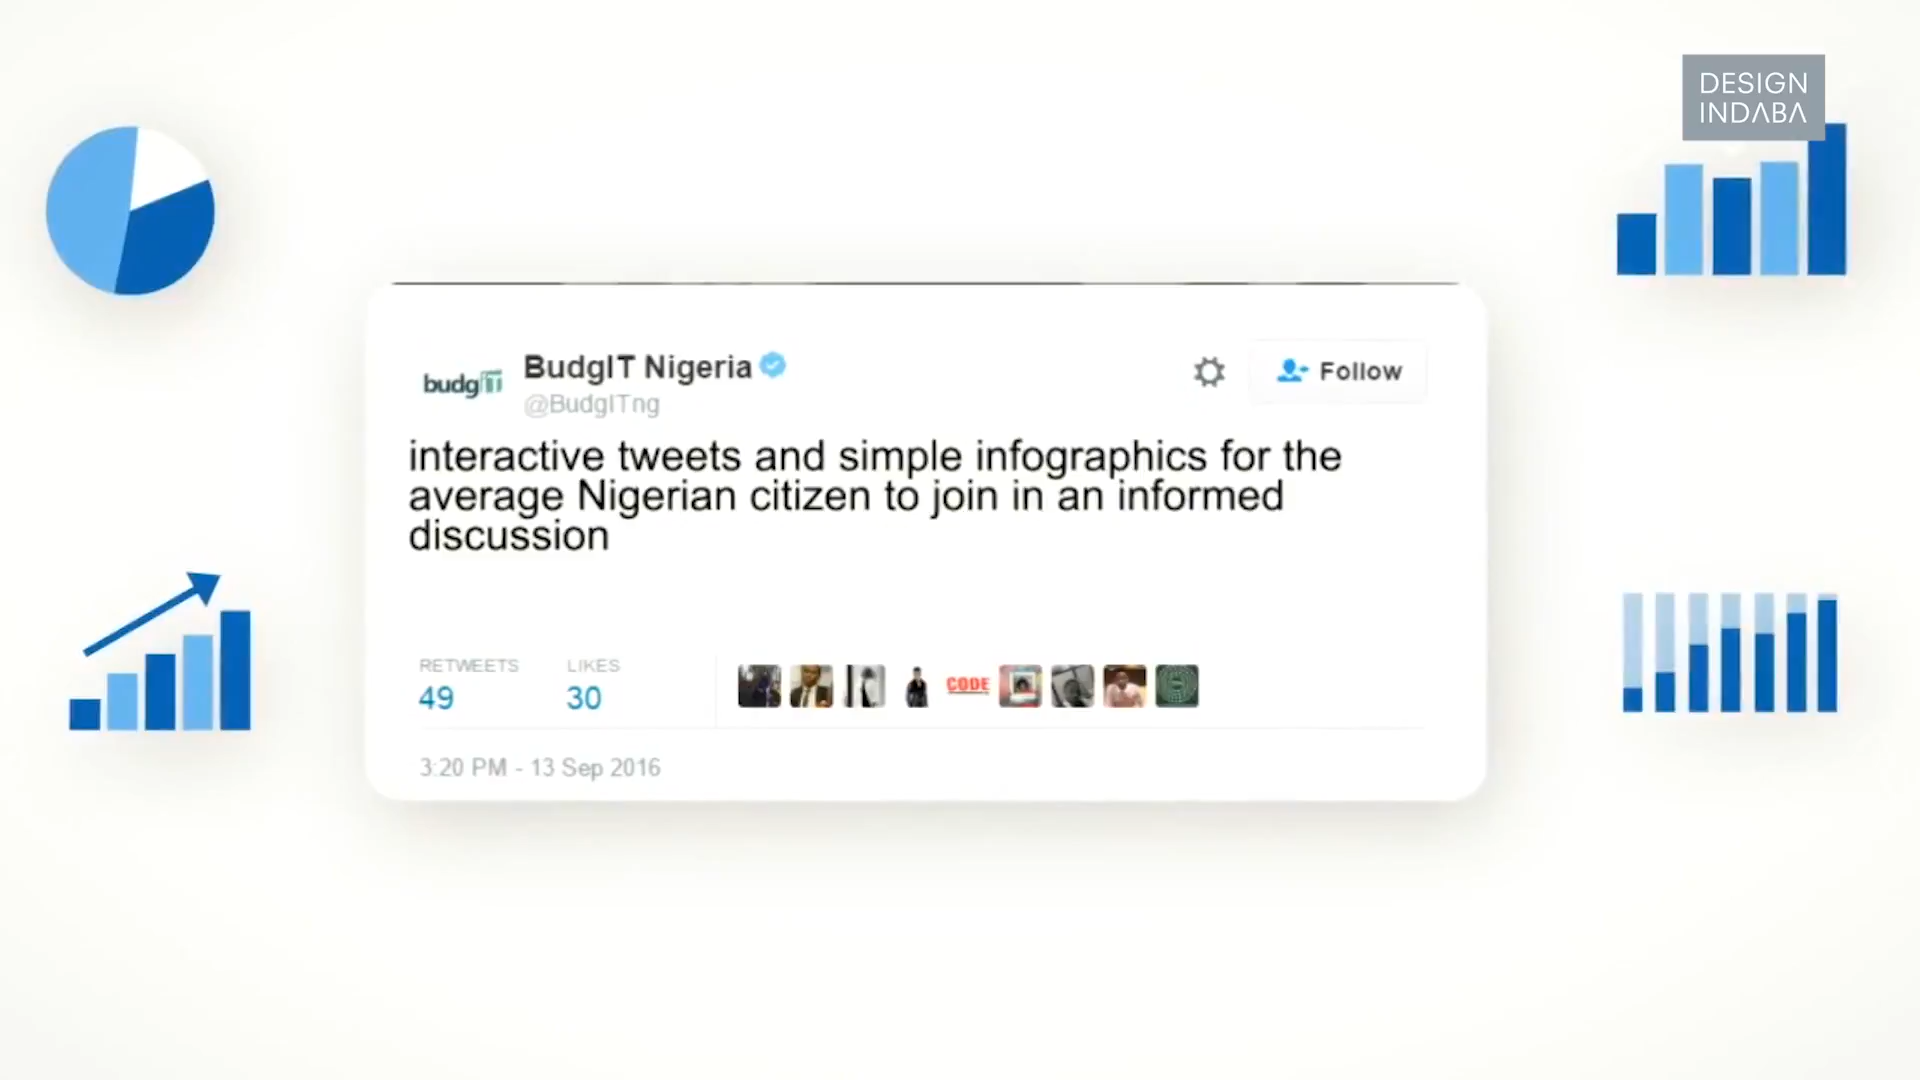 DESIGN
INDABA
budgIT
BudgIT Nigeria
@BudgITng
Follow
interactive tweets and simple infographics for the
average Nigerian citizen to join in an informed
discussion
RETWEETS
LIKES
49
30
CODE
3:20 PM - 13 Sep 2016